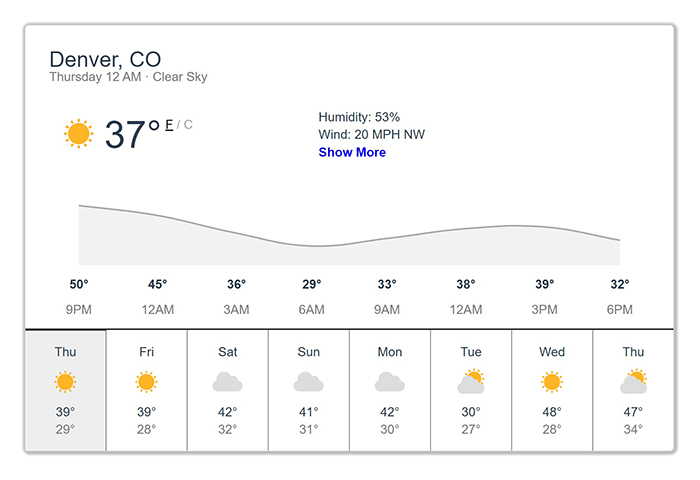 Denver, CO
Thursday 12 AM · Clear Sky
37° F / C
Humidity: 53%
Wind: 20 MPH NW
Show More
50° 45° 36° 29° 33° 38° 39° 32°
9PM 12AM 3AM 6AM 9AM 12AM 3PM 6PM
Thu Fri Sat Sun Mon Tue Wed Thu
39° 39° 42° 41° 42° 30° 48° 47°
29° 28° 32° 31° 30° 27° 28° 34°